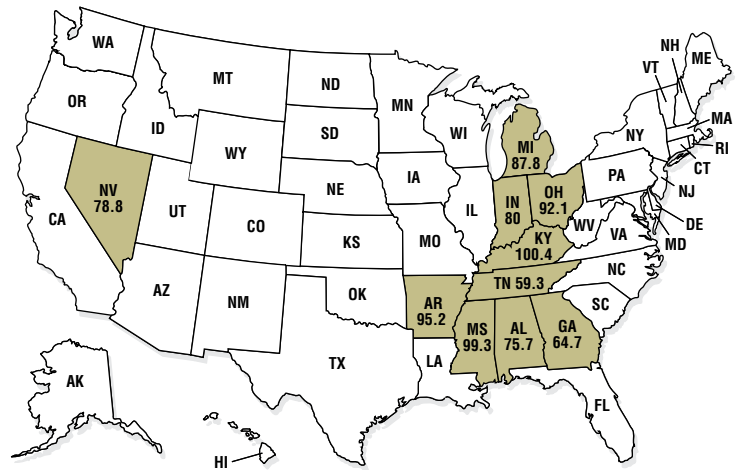 WA
MT
ND
MN
OR
ID
SD
WI
WY
MI
87.8
NH
VT
ME
NY
MA
RI
CT
NJ
PA
DE
MD
NV
78.8
CA
UT
CO
NE
IA
IL
IN
80
OH
92.1
WV
VA
KS
MO
KY
100.4
NC
TN 59.3
AZ
NM
OK
AR
95.2
MS
99.3
AL
75.7
GA
64.7
SC
TX
LA
FL
AK
HI